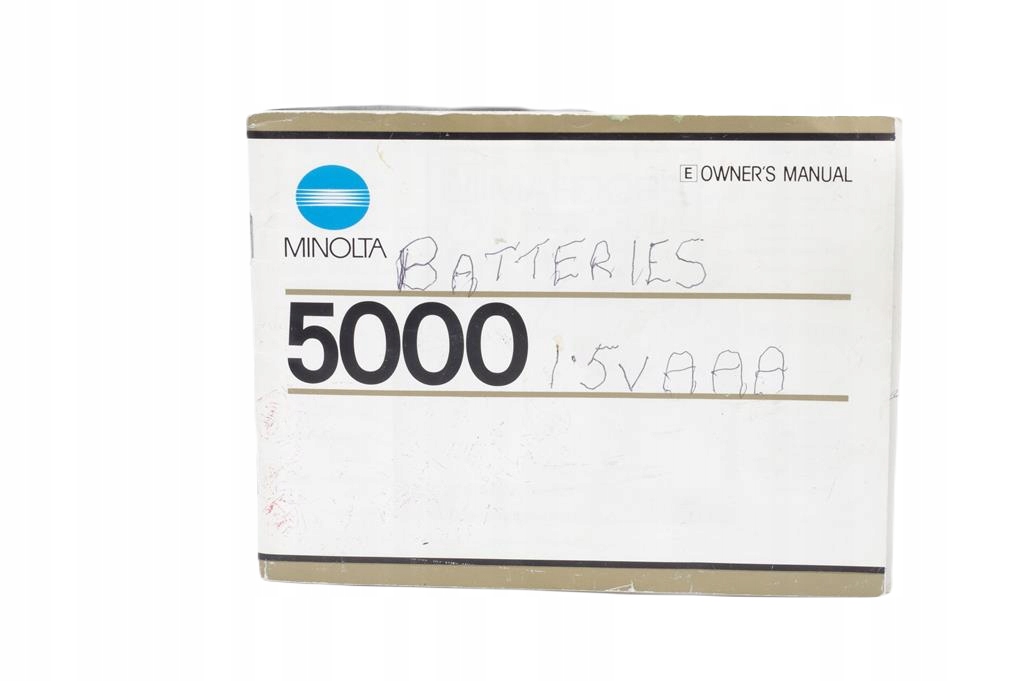 E OWNER'S MANUAL
MINOLTA
BATTERIES
5000
1.5V AAA